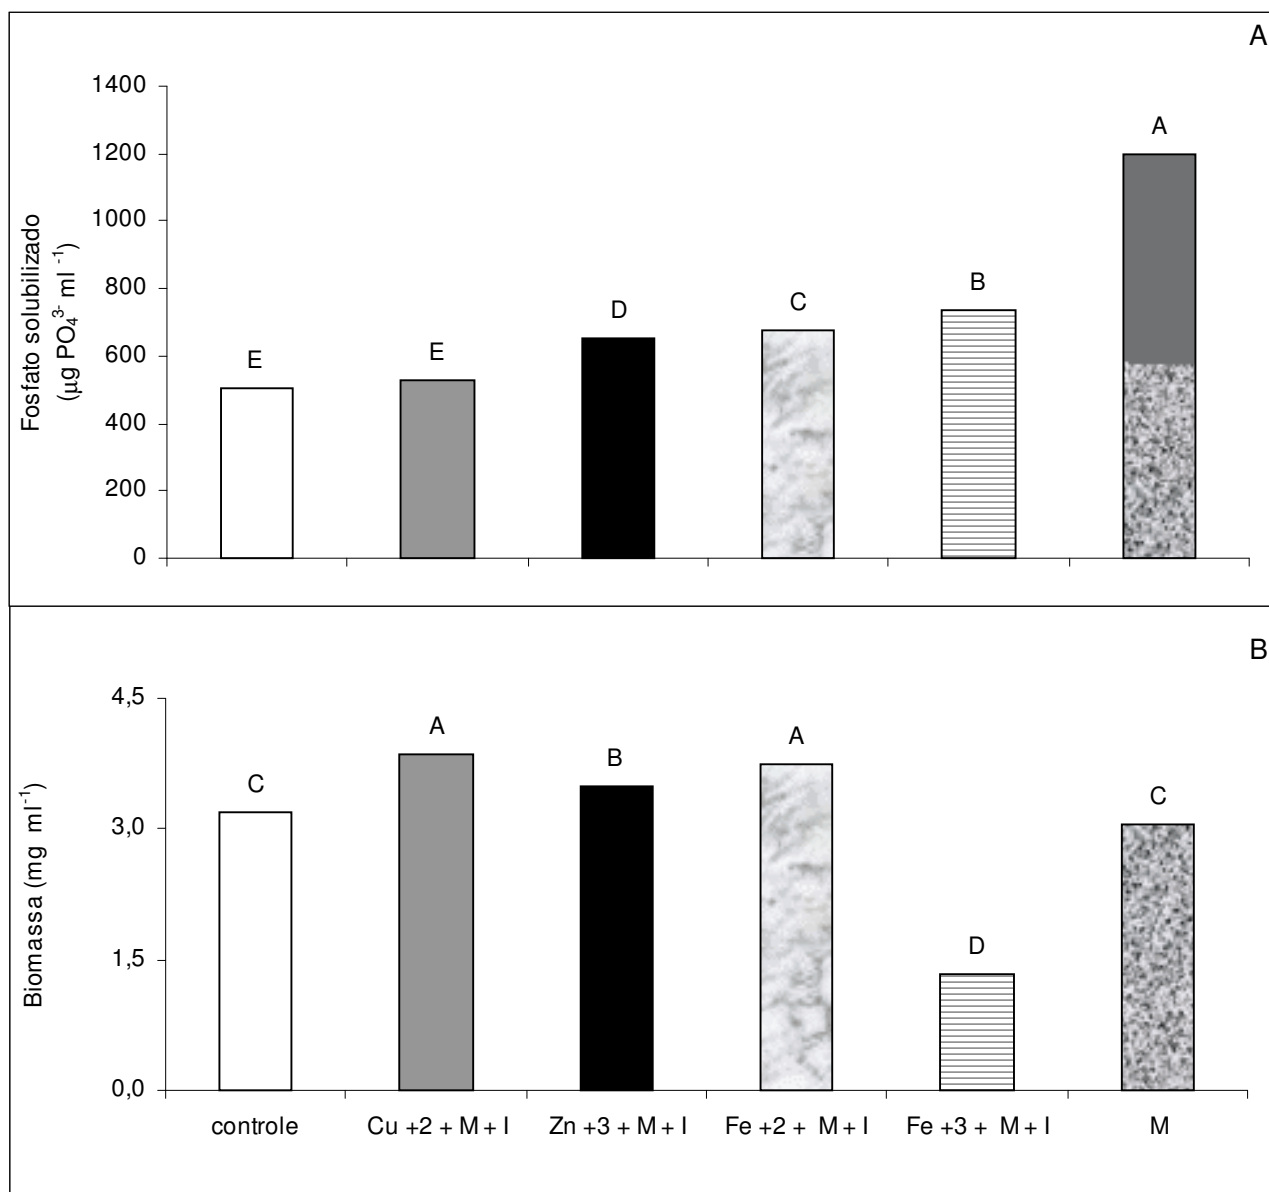 A
Fosfato solubilizado
(µg PO₄³⁻ ml ⁻¹)
1400
1200
1000
800
600
400
200
0
E
E
D
C
B
A
B
Biomassa (mg ml⁻¹)
4,5
3,0
1,5
0,0
C
A
B
A
D
C
controle
Cu +2 + M + I
Zn +3 + M + I
Fe +2 + M + I
Fe +3 + M + I
M